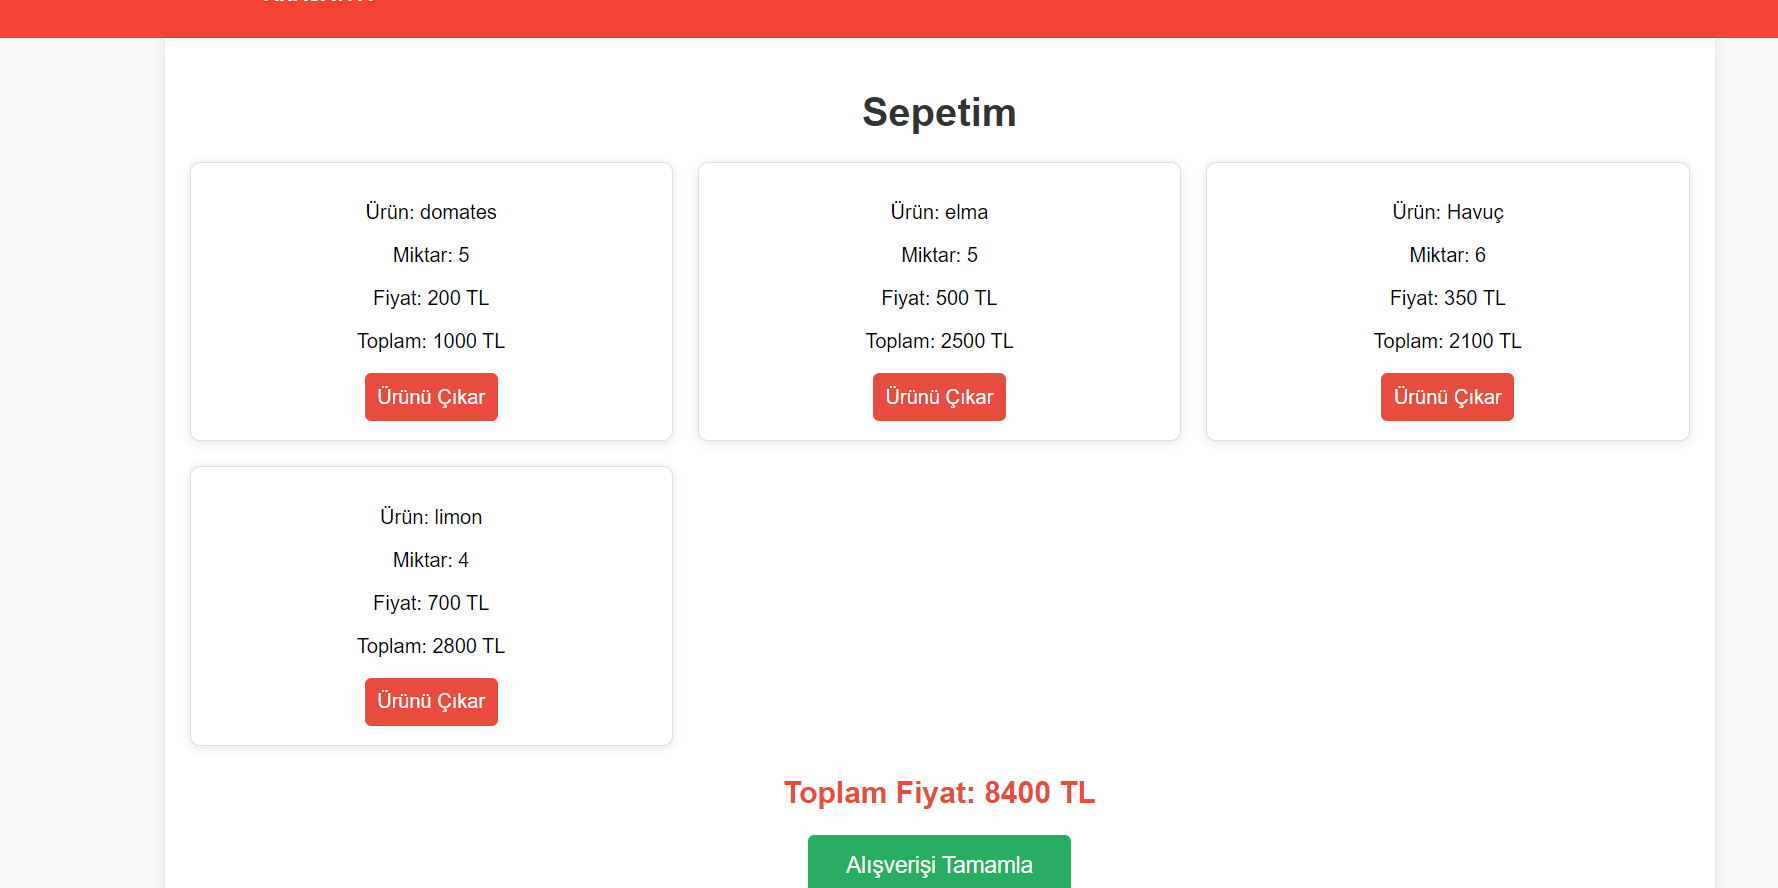 Sepetim
Ürün: domates
Miktar: 5
Fiyat: 200 TL
Toplam: 1000 TL
Ürünü Çıkar
Ürün: elma
Miktar: 5
Fiyat: 500 TL
Toplam: 2500 TL
Ürünü Çıkar
Ürün: Havuç
Miktar: 6
Fiyat: 350 TL
Toplam: 2100 TL
Ürünü Çıkar
Ürün: limon
Miktar: 4
Fiyat: 700 TL
Toplam: 2800 TL
Ürünü Çıkar
Toplam Fiyat: 8400 TL
Alışverişi Tamamla